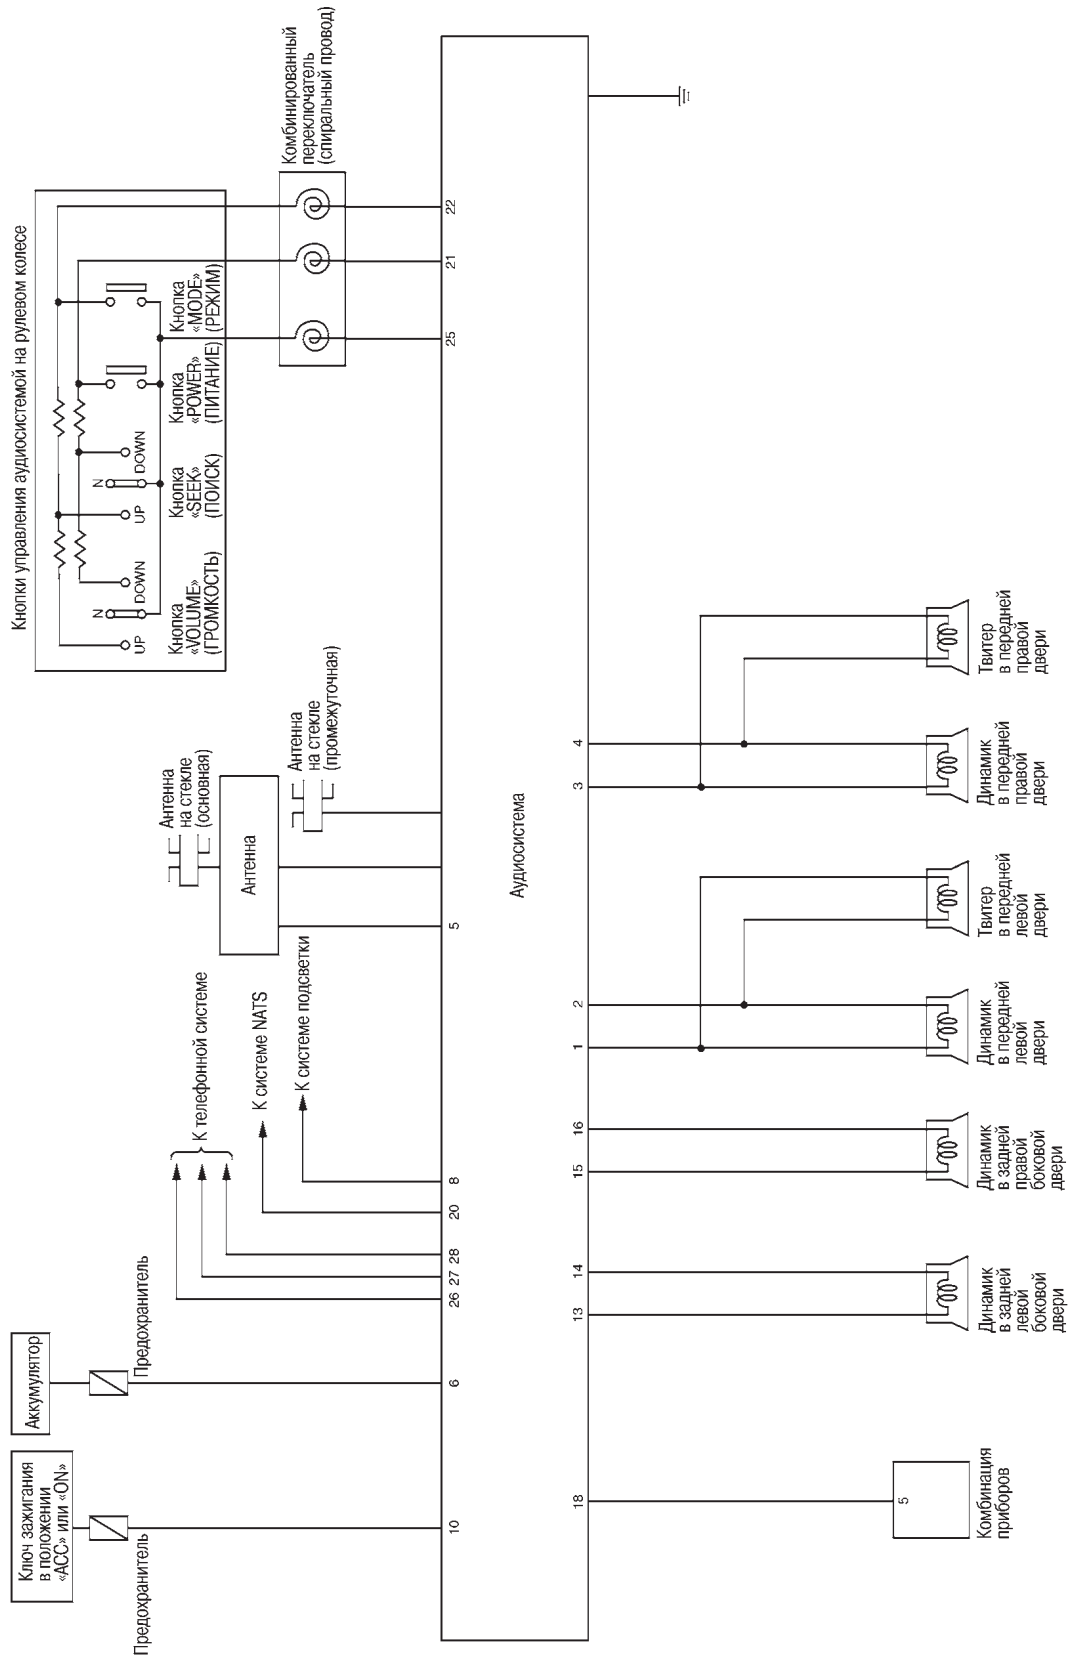 Ключ зажигания
в положении
«ACC» или «ON»
Предохранитель
10
Аккумулятор
Предохранитель
6
26
27
28
К телефонной системе
20
К системе NATS
8
К системе подсветки
5
Антенна
Антенна
на стекле
(основная)
Антенна
на стекле
(промежуточная)
Кнопки управления аудиосистемой на рулевом колесе
UP
N
DOWN
Кнопка
«VOLUME»
(ГРОМКОСТЬ)
UP
N
DOWN
Кнопка
«SEEK»
(ПОИСК)
Кнопка
«POWER»
(ПИТАНИЕ)
Кнопка
«MODE»
(РЕЖИМ)
Комбинированный
переключатель
(спиральный провод)
25
21
22
Аудиосистема
18
5
Комбинация
приборов
13
14
Динамик
в задней
левой
боковой
двери
15
16
Динамик
в задней
правой
боковой
двери
1
2
Динамик
в передней
левой
двери
Твитер
в передней
левой
двери
3
4
Динамик
в передней
правой
двери
Твитер
в передней
правой
двери